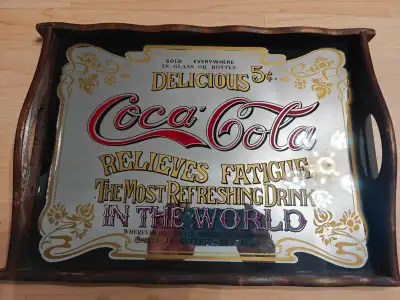 SOLD EVERYWHERE
IN GLASS OR BOTTLE
DELICIOUS 5¢.
Coca-Cola
RELIEVES FATIGUE
THE MOST REFRESHING DRINK
IN THE WORLD